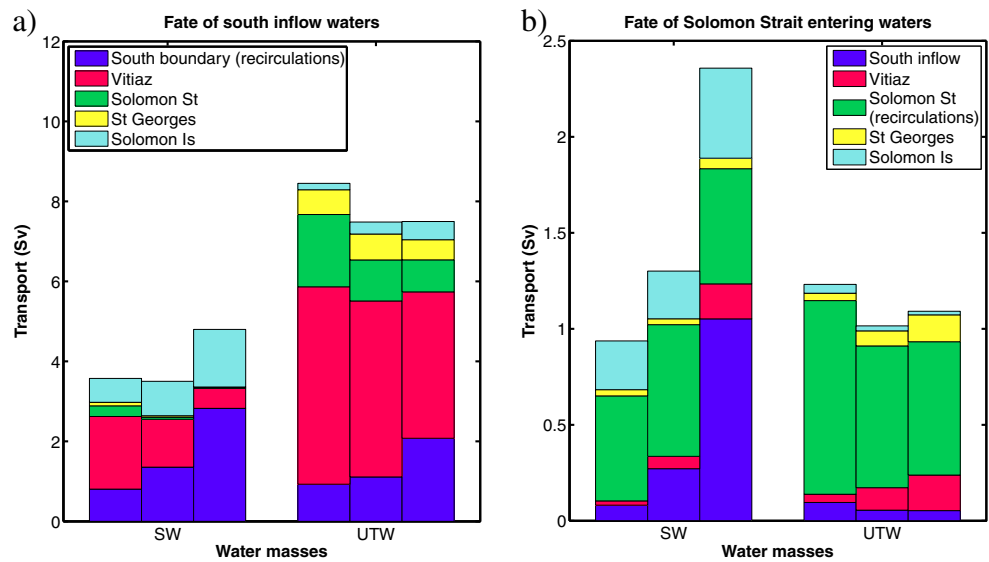 a)
Fate of south inflow waters
12
10
8
6
4
2
0
Transport (Sv)
South boundary (recirculations)
Vitiaz
Solomon St
St Georges
Solomon Is
SW
UTW
Water masses
b)
Fate of Solomon Strait entering waters
2.5
2
1.5
1
0.5
0
Transport (Sv)
South inflow
Vitiaz
Solomon St
(recirculations)
St Georges
Solomon Is
SW
UTW
Water masses